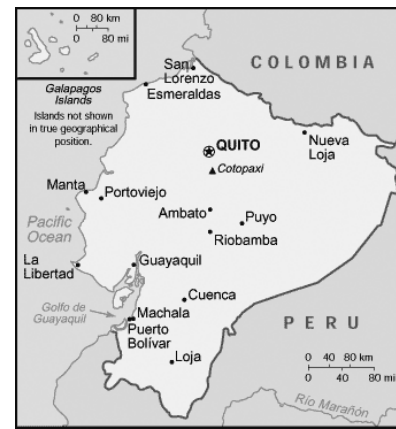 0 80 km
0 80 mi
Galapagos
Islands
Islands not shown
in true geographical
position.
San
Lorenzo
Esmeraldas
COLOMBIA
QUITO
Cotopaxi
Nueva
Loja
Manta
Portoviejo
Pacific
Ocean
Ambato
Puyo
Riobamba
La
Libertad
Guayaquil
Golfo de
Guayaquil
Cuenca
Machala
Puerto
Bolívar
Loja
PERU
0 40 80 km
0 40 80 mi
Río Marañón